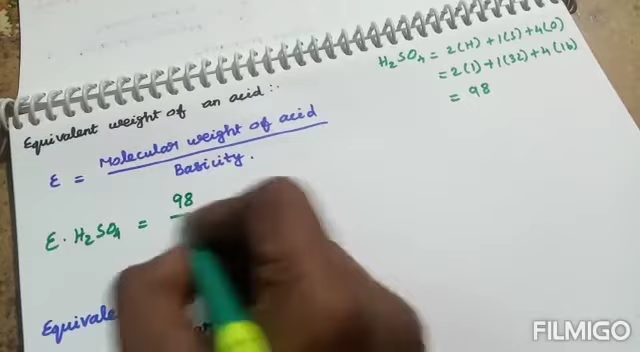 Equivalent weight of an acid:-
H₂SO₄ = 2(H) + 1(S) + 4(O)
= 2(1) + 1(32) + 4(16)
= 98
E = Molecular weight of acid
Basicity.
E. H₂SO₄ = 98
FILMIGO